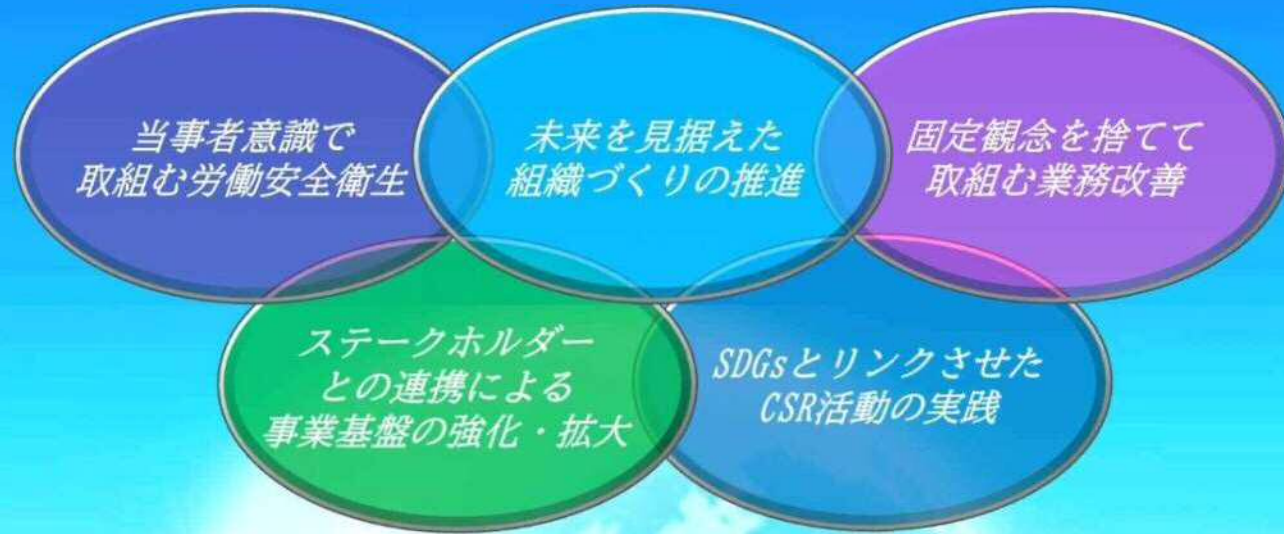 当事者意識で
取組む労働安全衛生
未来を見据えた
組織づくりの推進
固定観念を捨てて
取組む業務改善
ステークホルダー
との連携による
事業基盤の強化・拡大
SDGsとリンクさせた
CSR活動の実践